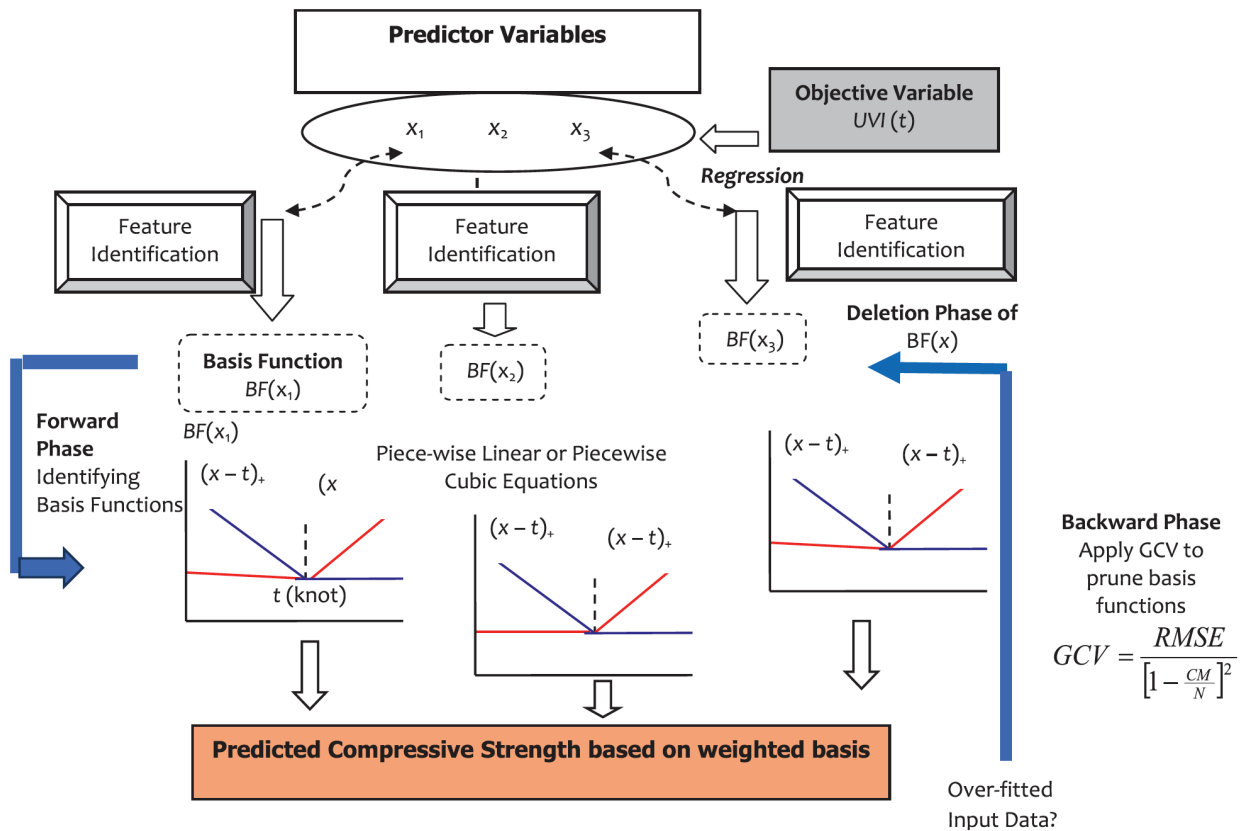 Predictor Variables
Objective Variable
UVI (t)
x₁ x₂ x₃
Regression
Feature
Identification
Feature
Identification
Feature
Identification
Basis Function
BF(x₁)
BF(x₂)
BF(x₃)
Deletion Phase of
BF(x)
Forward
Phase
Identifying
Basis Functions
BF(x₁)
(x – t)₊ (x
t (knot)
Piece-wise Linear or Piecewise
Cubic Equations
(x – t)₊ (x – t)₊
(x – t)₊ (x – t)₊
Backward Phase
Apply GCV to
prune basis
functions
GCV = RMSE / [1 – CM/N]²
Predicted Compressive Strength based on weighted basis
Over-fitted
Input Data?